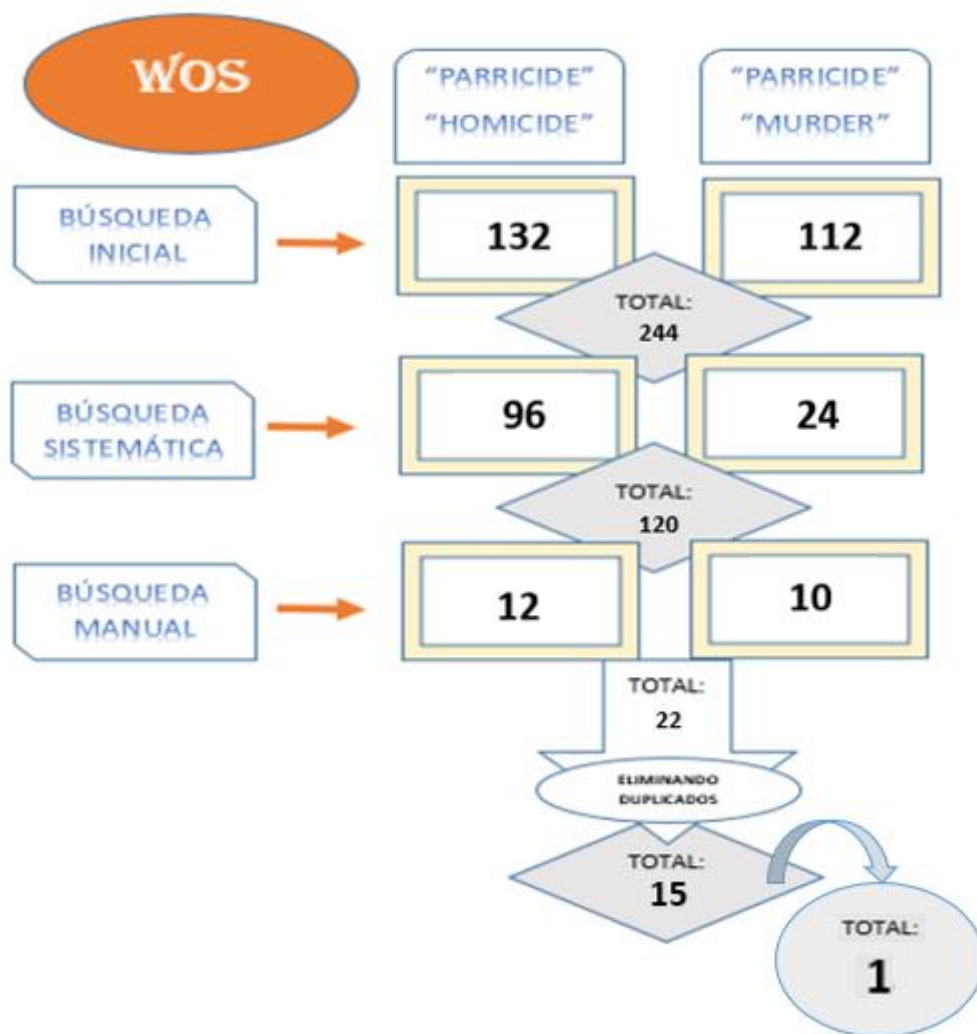 WOS
"PARRICIDE"
"HOMICIDE"
"PARRICIDE"
"MURDER"
BÚSQUEDA
INICIAL
132
112
TOTAL:
244
BÚSQUEDA
SISTEMÁTICA
96
24
TOTAL:
120
BÚSQUEDA
MANUAL
12
10
TOTAL:
22
ELIMINANDO
DUPLICADOS
TOTAL:
15
TOTAL:
1